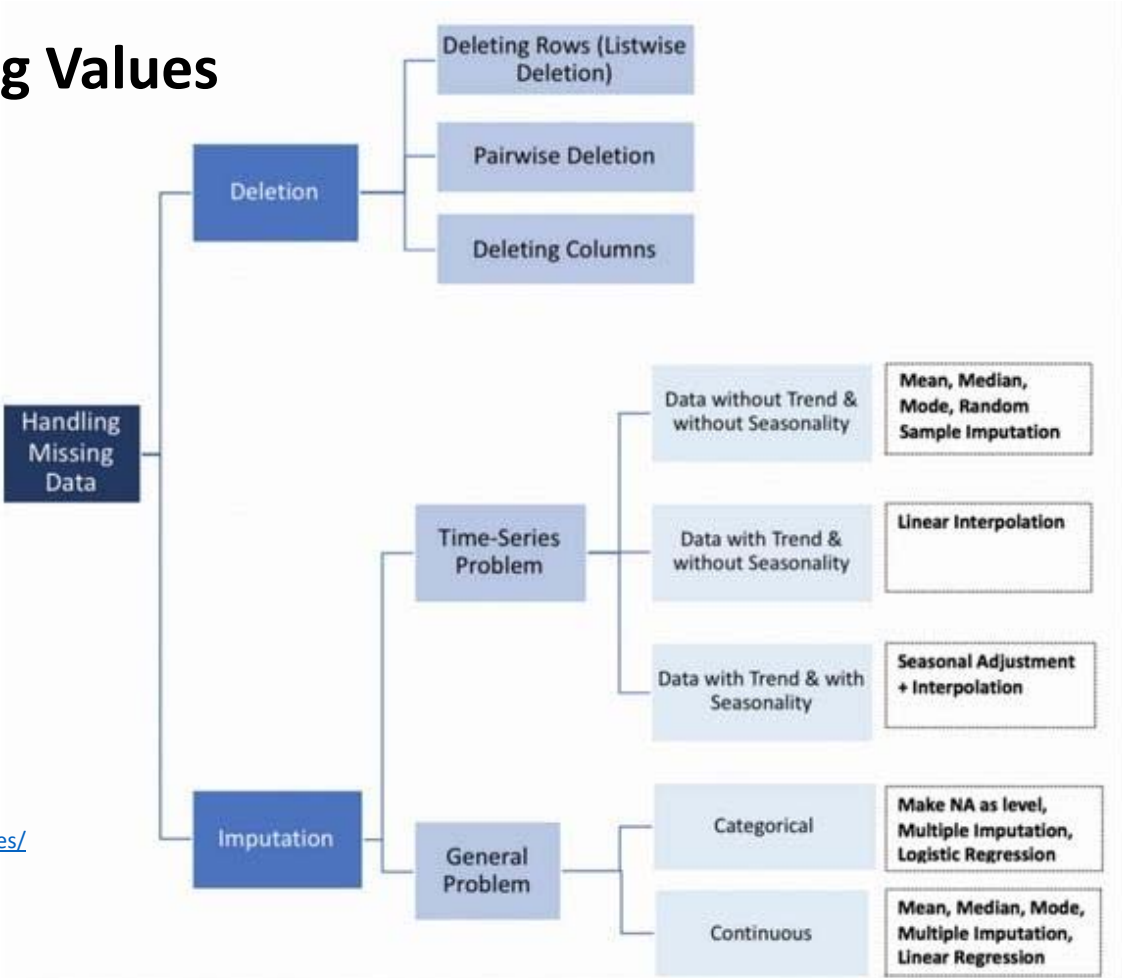 g Values
Deleting Rows (Listwise
Deletion)
Deletion
Pairwise Deletion
Deleting Columns
Handling
Missing
Data
Data without Trend &
without Seasonality
Mean, Median,
Mode, Random
Sample Imputation
Time-Series
Problem
Data with Trend &
without Seasonality
Linear Interpolation
Data with Trend & with
Seasonality
Seasonal Adjustment
+ Interpolation
es/
Imputation
General
Problem
Categorical
Make NA as level,
Multiple Imputation,
Logistic Regression
Continuous
Mean, Median, Mode,
Multiple Imputation,
Linear Regression